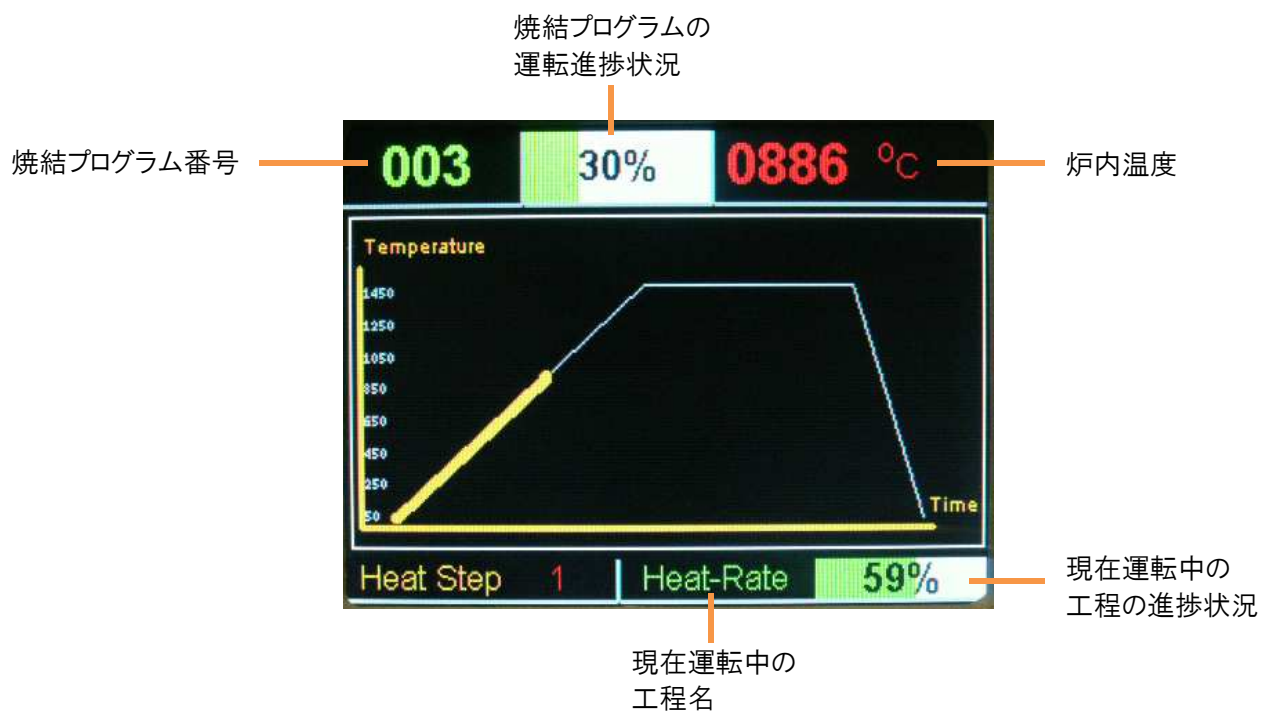 焼結プログラムの
運転進捗状況
焼結プログラム番号
003
30%
0886 ºC
炉内温度
Temperature
1450
1250
1050
850
650
450
250
50
Time
Heat Step 1
Heat-Rate
59%
現在運転中の
工程の進捗状況
現在運転中の
工程名